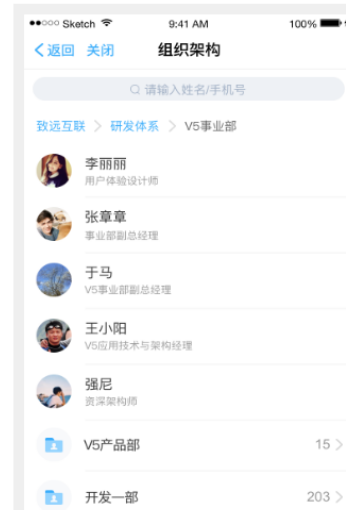 Sketch 9:41 AM 100%
返回 关闭 组织架构
请输入姓名/手机号
致远互联 > 研发体系 > V5事业部
李丽丽
用户体验设计师
张章章
事业部副总经理
于马
V5事业部副总经理
王小阳
V5应用技术与架构经理
强尼
资深架构师
V5产品部 15
开发一部 203